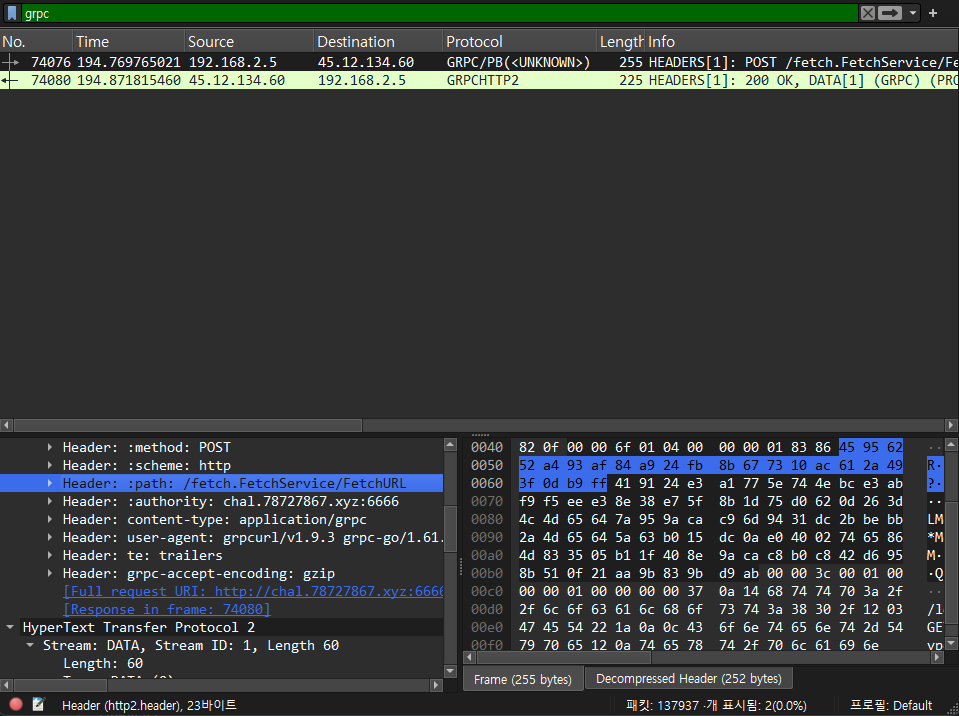 grpc
No. Time Source Destination Protocol Length Info
74076 194.769765021 192.168.2.5 45.12.134.60 GRPC/PB(<UNKNOWN>) 255 HEADERS[1]: POST /fetch.FetchService/Fe
74080 194.871815460 45.12.134.60 192.168.2.5 GRPCHTTP2 225 HEADERS[1]: 200 OK, DATA[1] (GRPC) (PRO
Header: :method: POST
Header: :scheme: http
Header: :path: /fetch.FetchService/FetchURL
Header: :authority: chal.78727867.xyz:6666
Header: content-type: application/grpc
Header: user-agent: grpcurl/v1.9.3 grpc-go/1.61.
Header: te: trailers
Header: grpc-accept-encoding: gzip
[Full request URI: http://chal.78727867.xyz:6666
[Response in frame: 74080]
HyperText Transfer Protocol 2
Stream: DATA, Stream ID: 1, Length 60
Length: 60
0040 82 0f 00 00 6f 01 04 00 00 00 01 83 86 45 95 62 ··
0050 52 a4 93 af 84 a9 24 fb 8b 67 73 10 ac 61 2a 49 R·
0060 3f 0d b9 ff 41 91 24 e3 a1 77 5e 74 4e bc e3 ab ?·
0070 f9 f5 ee e3 8e 38 e7 5f 8b 1d 75 d0 62 0d 26 3d ··
0080 4c 4d 65 64 7a 95 9a ca c9 6d 94 31 dc 2b be bb LM
0090 2a 4d 65 64 5a 63 b0 15 dc 0a e0 40 02 74 65 86 *M
00a0 4d 83 35 05 b1 1f 40 8e 9a ca c8 b0 c8 42 d6 95 M·
00b0 8b 51 0f 21 aa 9b 83 9b d9 ab 00 00 3c 00 01 00 ·Q
00c0 00 00 01 00 00 00 00 37 0a 14 68 74 74 70 3a 2f ··
00d0 2f 6c 6f 63 61 6c 68 6f 73 74 3a 38 30 2f 12 03 /l
00e0 47 45 54 22 1a 0a 0c 43 6f 6e 74 65 6e 74 2d 54 GE
00f0 79 70 65 12 0a 74 65 78 74 2f 70 6c 61 69 6e yp
Frame (255 bytes) Decompressed Header (252 bytes)
Header (http2.header), 23바이트 패킷: 137937 · 개 표시됨: 2(0.0%) 프로필: Default